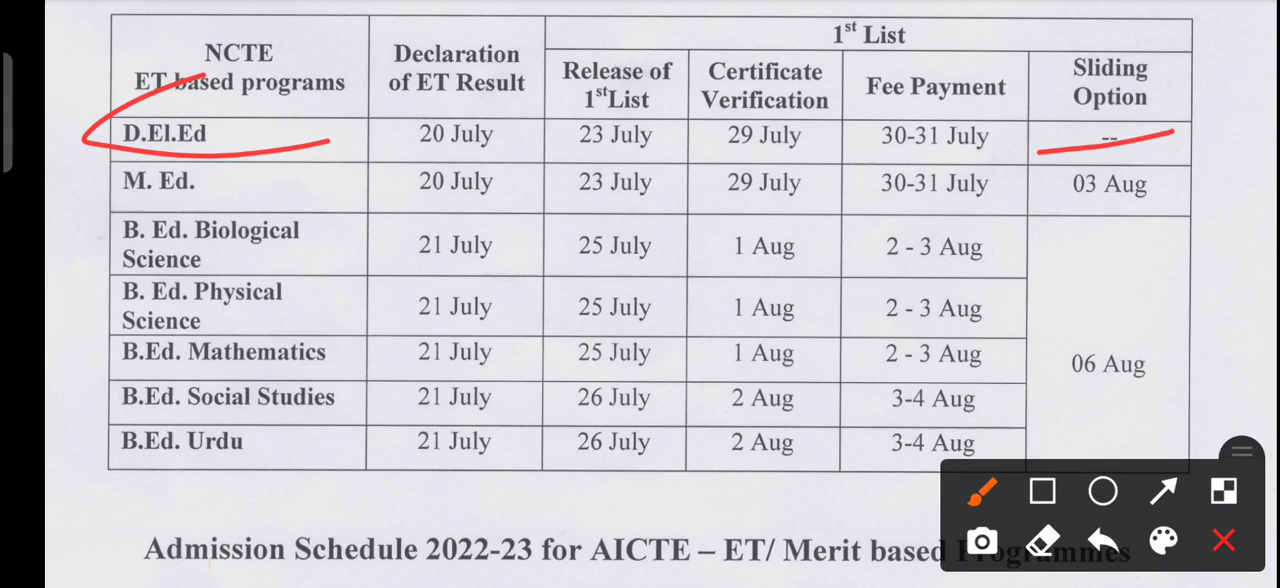 NCTE
ET based programs
Declaration
of ET Result
1st List
Release of
1stList
Certificate
Verification
Fee Payment
Sliding
Option
D.El.Ed 20 July 23 July 29 July 30-31 July --
M. Ed. 20 July 23 July 29 July 30-31 July 03 Aug
B. Ed. Biological
Science 21 July 25 July 1 Aug 2 - 3 Aug
B. Ed. Physical
Science 21 July 25 July 1 Aug 2 - 3 Aug
B.Ed. Mathematics 21 July 25 July 1 Aug 2 - 3 Aug
06 Aug
B.Ed. Social Studies 21 July 26 July 2 Aug 3-4 Aug
B.Ed. Urdu 21 July 26 July 2 Aug 3-4 Aug
Admission Schedule 2022-23 for AICTE – ET/ Merit based Programmes